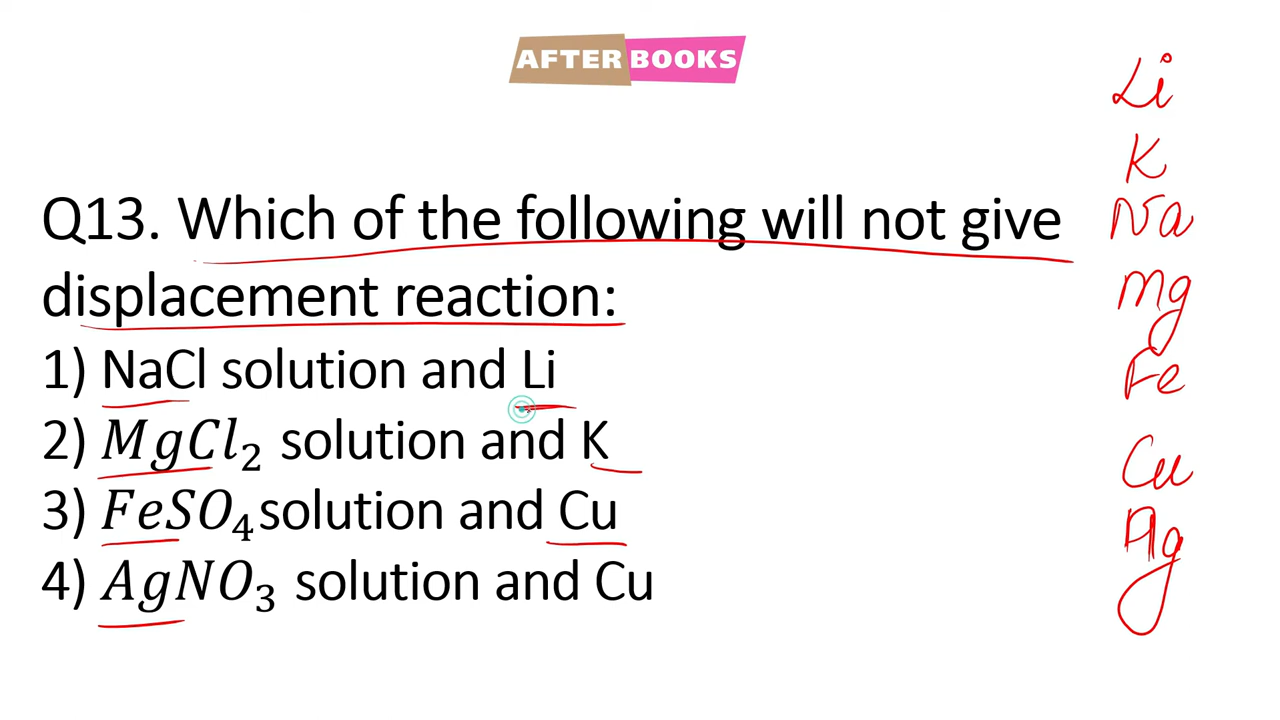 AFTER BOOKS
Q13. Which of the following will not give
displacement reaction:
1) NaCl solution and Li
2) MgCl₂ solution and K
3) FeSO₄ solution and Cu
4) AgNO₃ solution and Cu
Li
K
Na
Mg
Fe
Cu
Ag